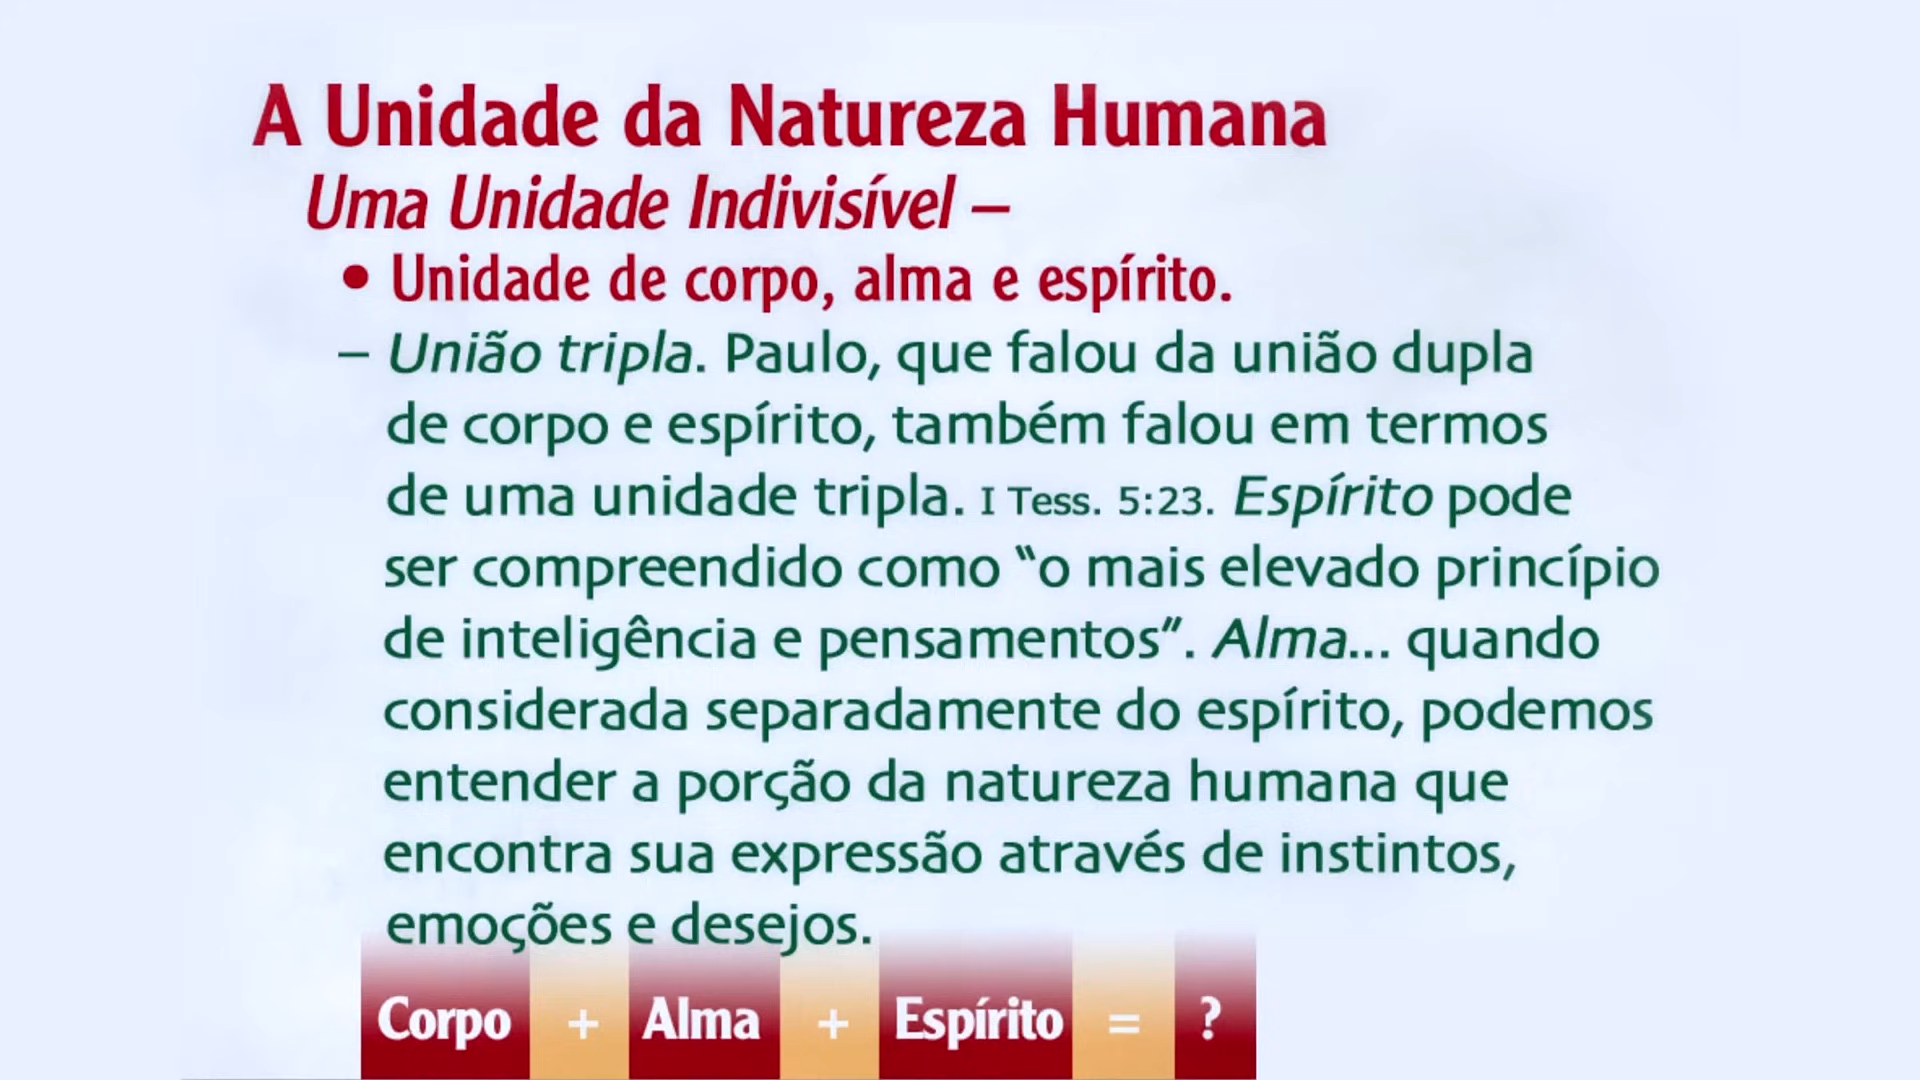 A Unidade da Natureza Humana
Uma Unidade Indivisível –
• Unidade de corpo, alma e espírito.
– União tripla. Paulo, que falou da união dupla
de corpo e espírito, também falou em termos
de uma unidade tripla. I Tess. 5:23. Espírito pode
ser compreendido como “o mais elevado princípio
de inteligência e pensamentos”. Alma... quando
considerada separadamente do espírito, podemos
entender a porção da natureza humana que
encontra sua expressão através de instintos,
emoções e desejos.
Corpo + Alma + Espírito = ?